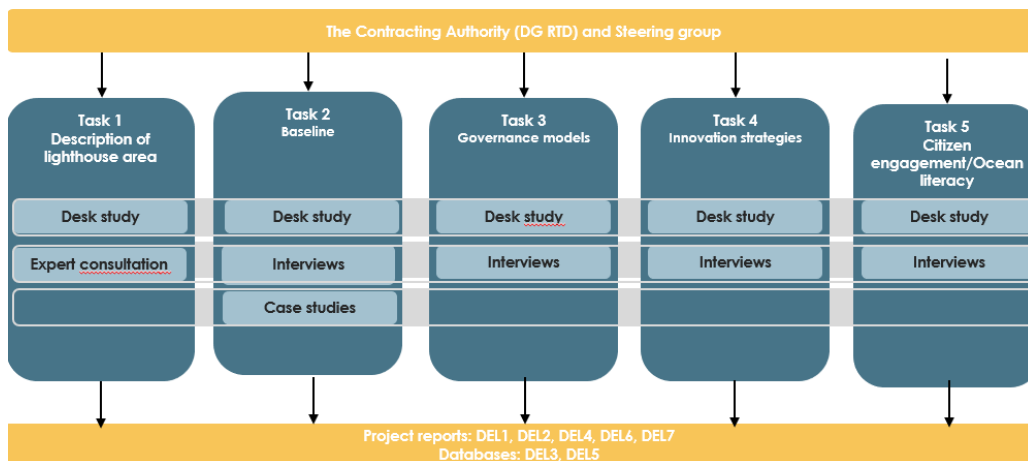 The Contracting Authority (DG RTD) and Steering group
Task 1
Description of
lighthouse area
Task 2
Baseline
Task 3
Governance models
Task 4
Innovation strategies
Task 5
Citizen
engagement/Ocean
literacy
Desk study
Desk study
Desk study
Desk study
Desk study
Expert consultation
Interviews
Interviews
Interviews
Interviews
Case studies
Project reports: DEL1, DEL2, DEL4, DEL6, DEL7
Databases: DEL3, DEL5